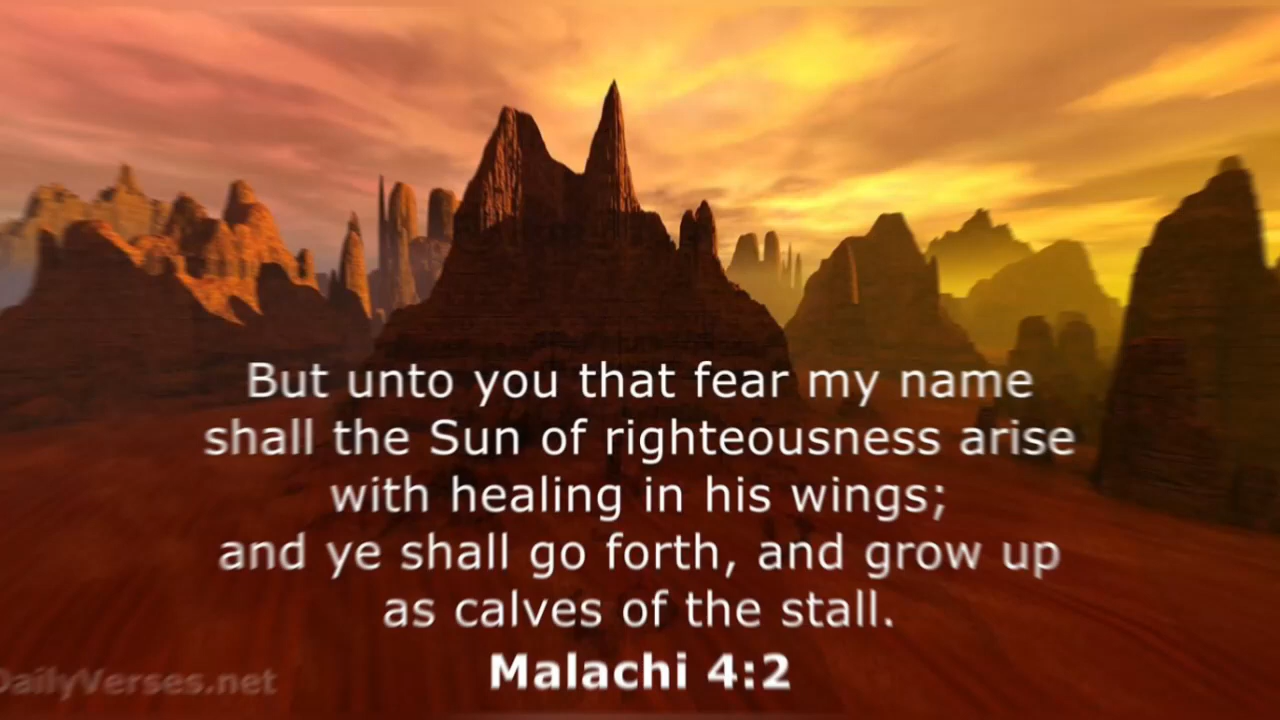 But unto you that fear my name
shall the Sun of righteousness arise
with healing in his wings;
and ye shall go forth, and grow up
as calves of the stall.
Malachi 4:2
DailyVerses.net